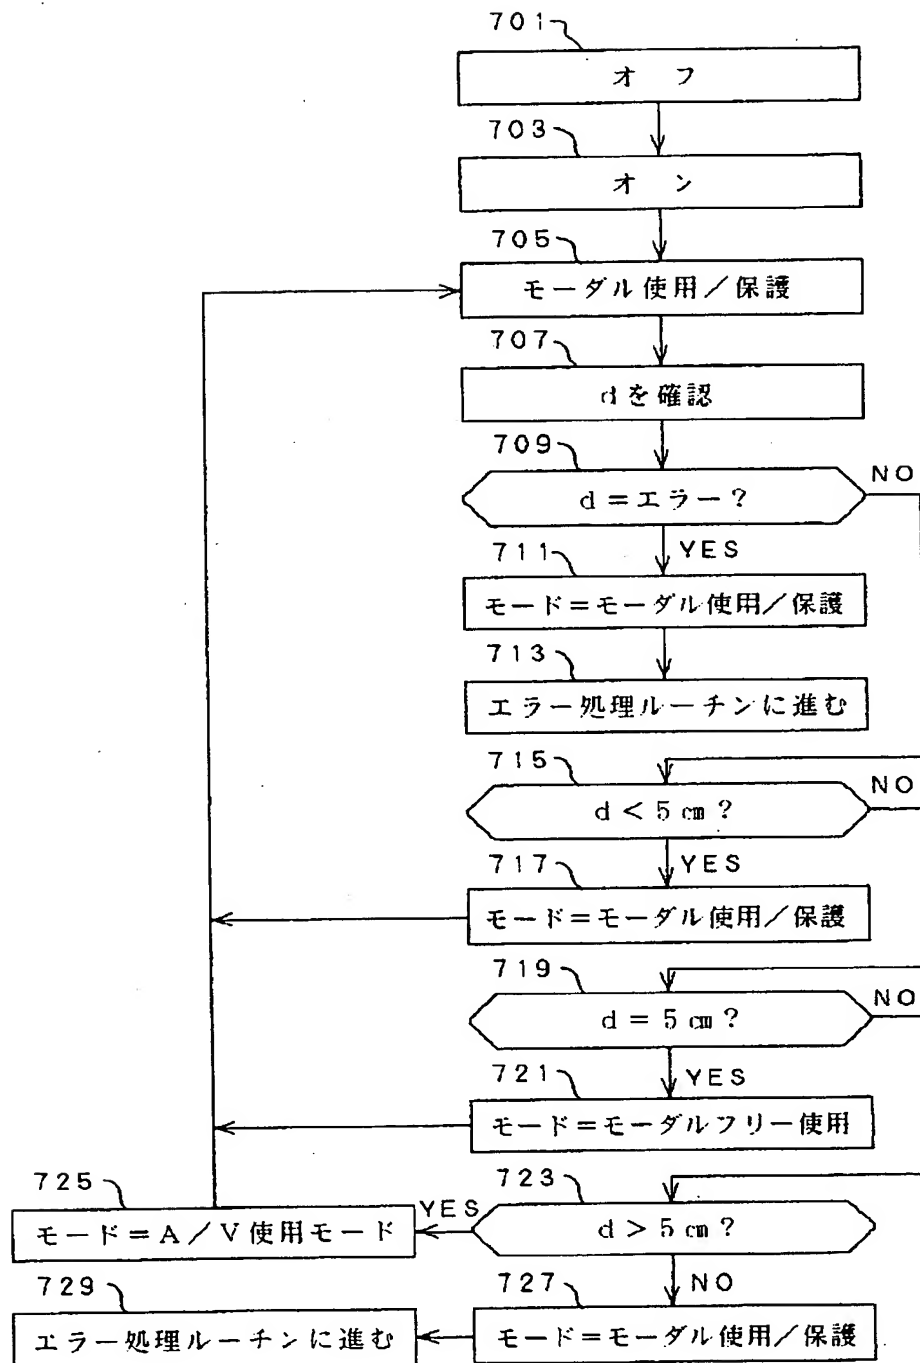 701
オフ
703
オン
705
モーダル使用／保護
707
dを確認
709
d＝エラー？
NO
YES
711
モード＝モーダル使用／保護
713
エラー処理ルーチンに進む
715
d＜5㎝？
NO
YES
717
モード＝モーダル使用／保護
719
d＝5㎝？
NO
YES
721
モード＝モーダルフリー使用
723
d＞5㎝？
YES
725
モード＝A／V使用モード
NO
727
モード＝モーダル使用／保護
729
エラー処理ルーチンに進む